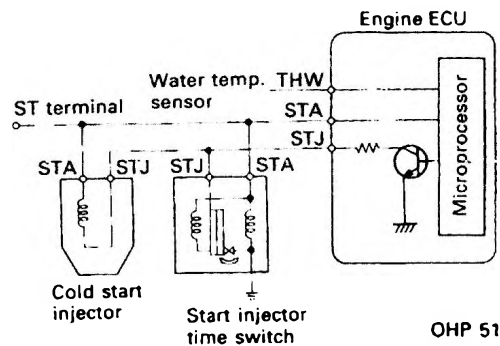 Engine ECU
Water temp.
sensor
THW
ST terminal
STA
STJ
Microprocessor
STA
STJ
STJ
STA
Cold start
injector
Start injector
time switch
OHP 51